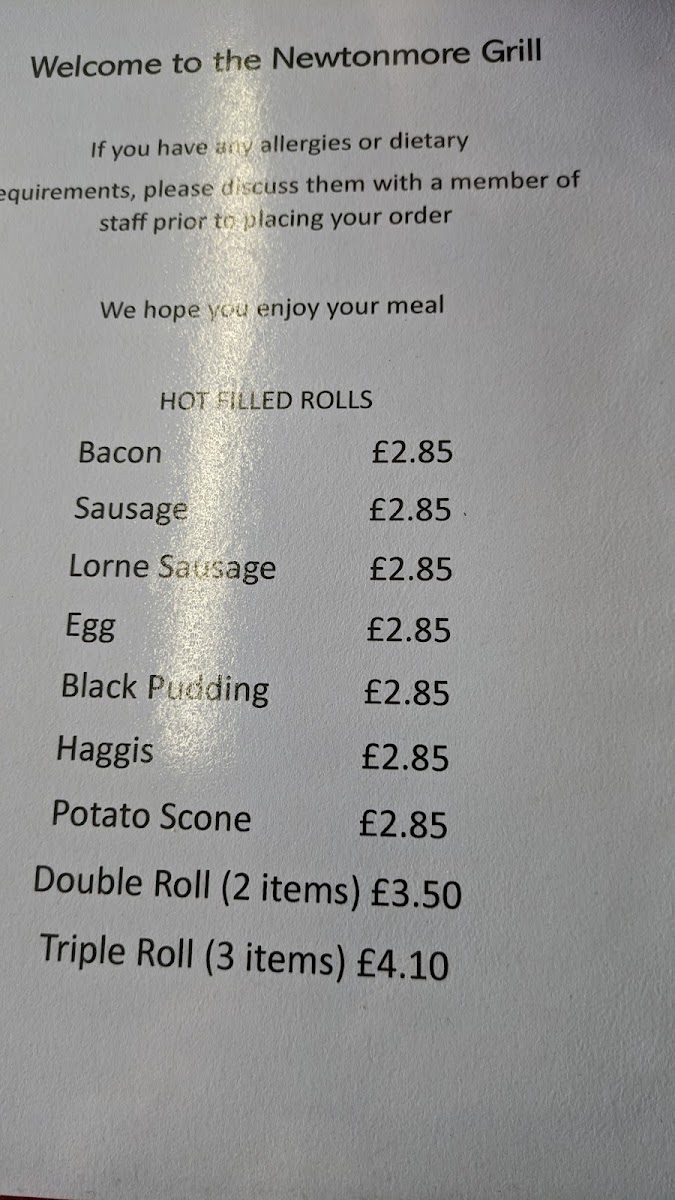 Welcome to the Newtonmore Grill
If you have any allergies or dietary
equirements, please discuss them with a member of
staff prior to placing your order
We hope you enjoy your meal
HOT FILLED ROLLS
Bacon £2.85
Sausage £2.85
Lorne Sausage £2.85
Egg £2.85
Black Pudding £2.85
Haggis £2.85
Potato Scone £2.85
Double Roll (2 items) £3.50
Triple Roll (3 items) £4.10